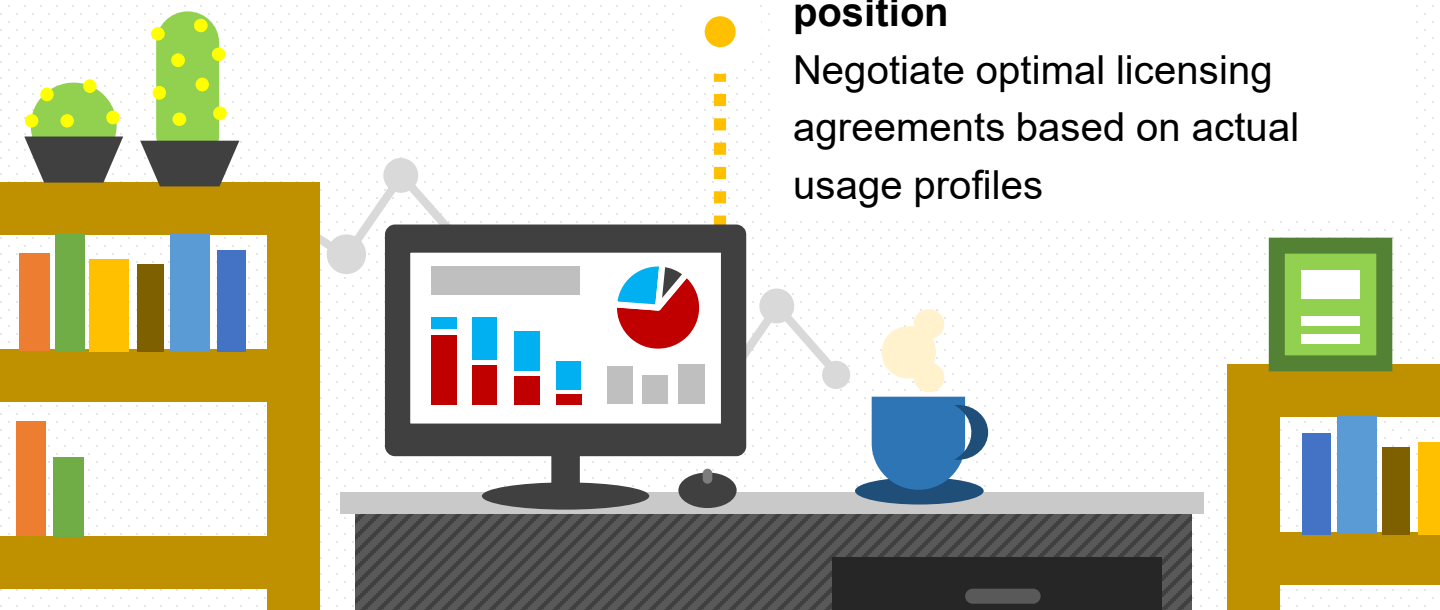 position
Negotiate optimal licensing
agreements based on actual
usage profiles